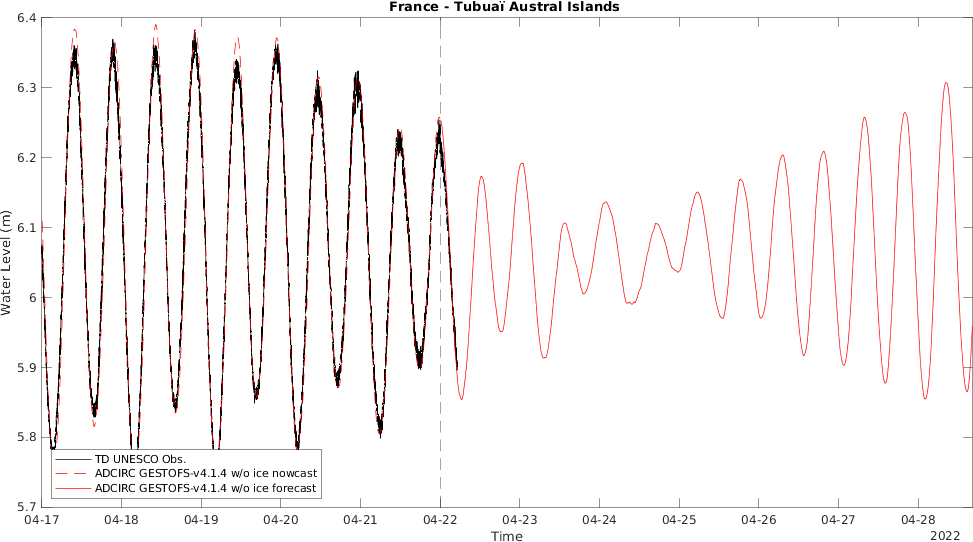 France - Tubuaï Austral Islands
6.4
6.3
6.2
6.1
6
5.9
5.8
5.7
Water Level (m)
TD UNESCO Obs.
ADCIRC GESTOFS-v4.1.4 w/o ice nowcast
ADCIRC GESTOFS-v4.1.4 w/o ice forecast
04-17 04-18 04-19 04-20 04-21 04-22 04-23 04-24 04-25 04-26 04-27 04-28
Time
2022